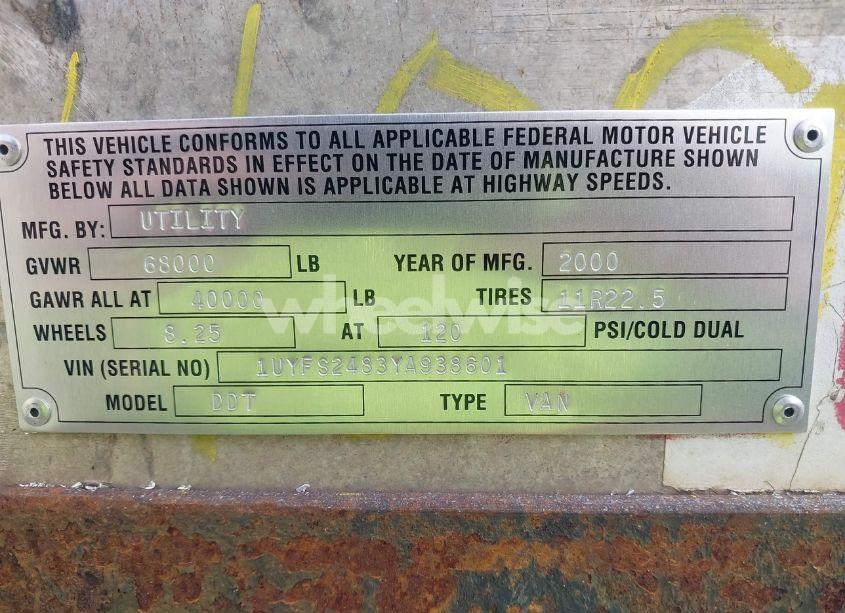 THIS VEHICLE CONFORMS TO ALL APPLICABLE FEDERAL MOTOR VEHICLE
SAFETY STANDARDS IN EFFECT ON THE DATE OF MANUFACTURE SHOWN
BELOW ALL DATA SHOWN IS APPLICABLE AT HIGHWAY SPEEDS.
MFG. BY: UTILITY
GVWR 68000 LB YEAR OF MFG. 2000
GAWR ALL AT 40000 LB TIRES 11R22.5
wheelwise
WHEELS 8.25 AT 120 PSI/COLD DUAL
VIN (SERIAL NO) 1UYFS2483YA938601
MODEL DDT TYPE VAN